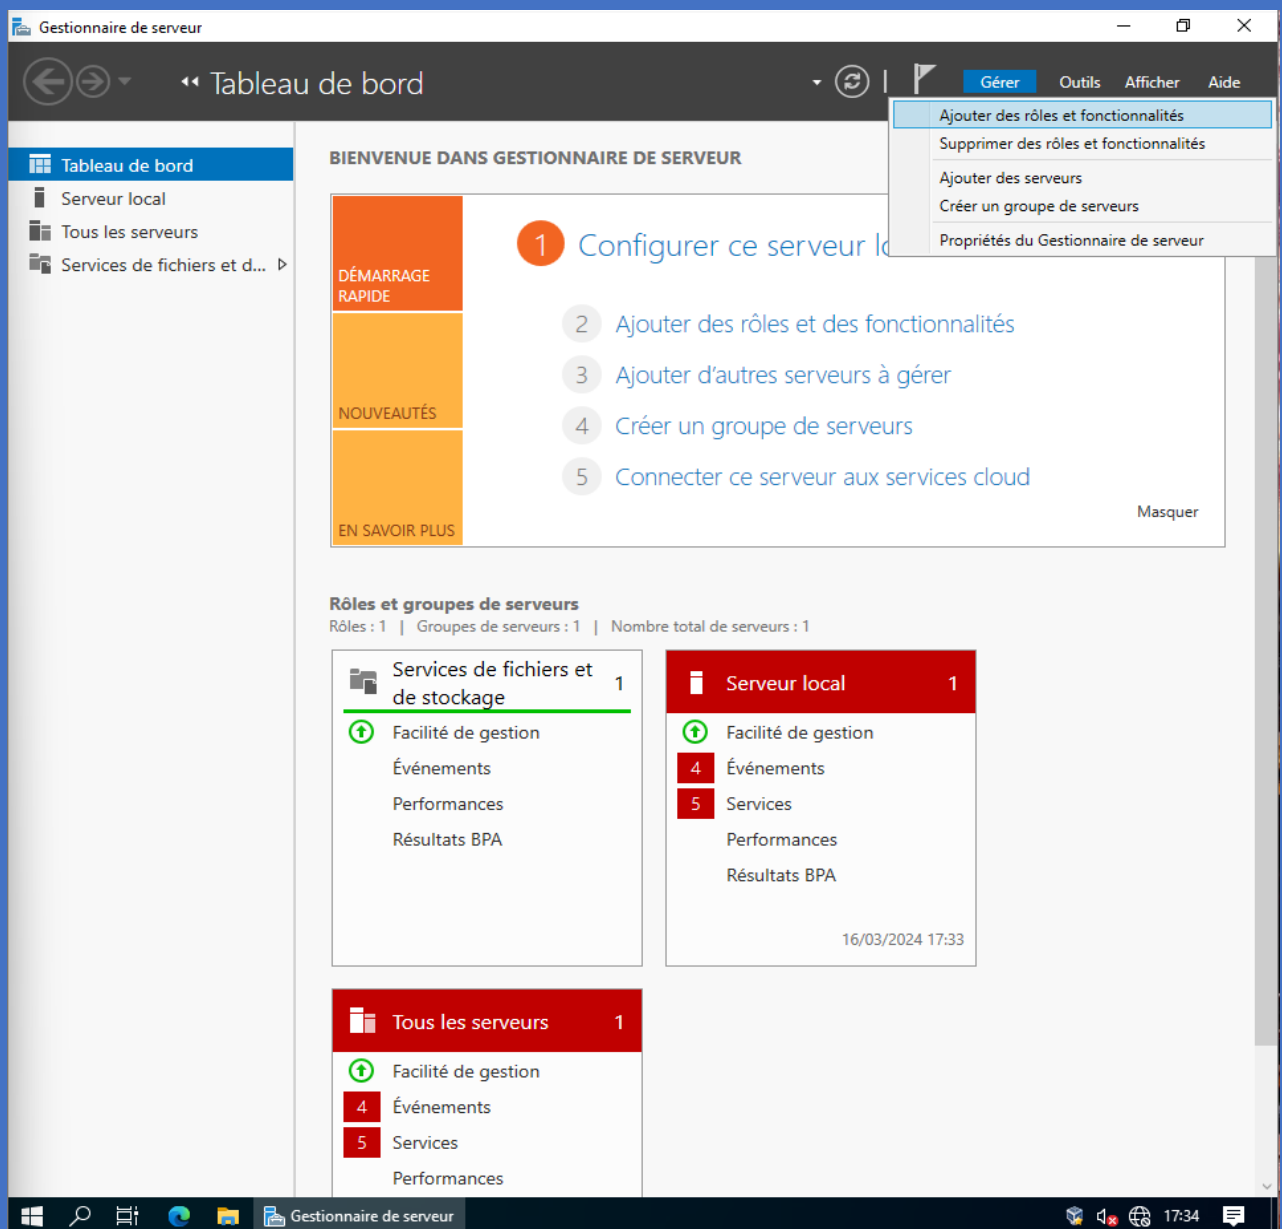 Gestionnaire de serveur
Tableau de bord
Gérer Outils Afficher Aide
Ajouter des rôles et fonctionnalités
Supprimer des rôles et fonctionnalités
Ajouter des serveurs
Créer un groupe de serveurs
Propriétés du Gestionnaire de serveur
Tableau de bord
Serveur local
Tous les serveurs
Services de fichiers et d...
BIENVENUE DANS GESTIONNAIRE DE SERVEUR
DÉMARRAGE
RAPIDE
NOUVEAUTÉS
EN SAVOIR PLUS
1 Configurer ce serveur
2 Ajouter des rôles et des fonctionnalités
3 Ajouter d'autres serveurs à gérer
4 Créer un groupe de serveurs
5 Connecter ce serveur aux services cloud
Masquer
Rôles et groupes de serveurs
Rôles : 1 | Groupes de serveurs : 1 | Nombre total de serveurs : 1
Services de fichiers et
de stockage
1
Facilité de gestion
Événements
Performances
Résultats BPA
Serveur local 1
Facilité de gestion
4 Événements
5 Services
Performances
Résultats BPA
16/03/2024 17:33
Tous les serveurs 1
Facilité de gestion
4 Événements
5 Services
Performances
Gestionnaire de serveur
17:34